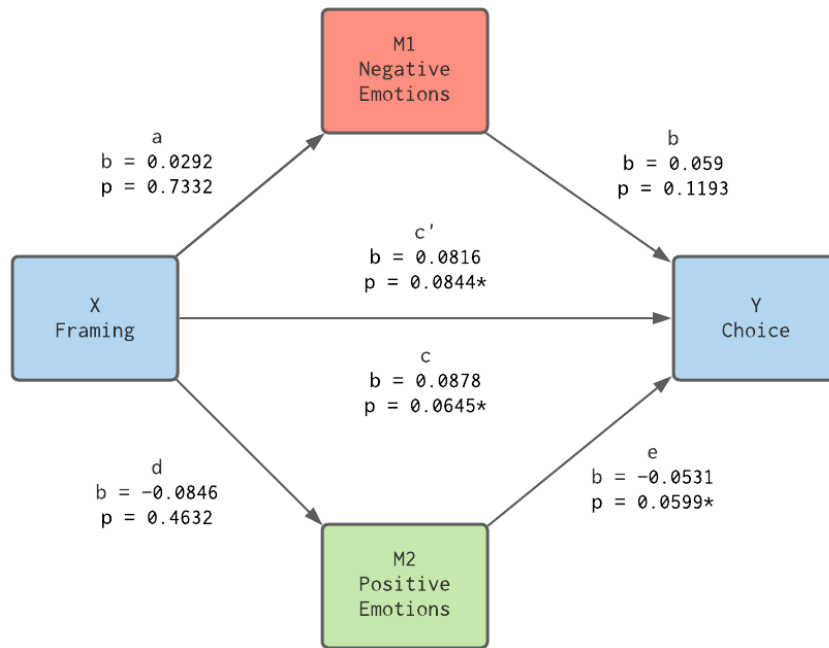 M1
Negative
Emotions
a
b = 0.0292
p = 0.7332
b
b = 0.059
p = 0.1193
c'
b = 0.0816
p = 0.0844*
X
Framing
Y
Choice
c
b = 0.0878
p = 0.0645*
d
b = -0.0846
p = 0.4632
e
b = -0.0531
p = 0.0599*
M2
Positive
Emotions